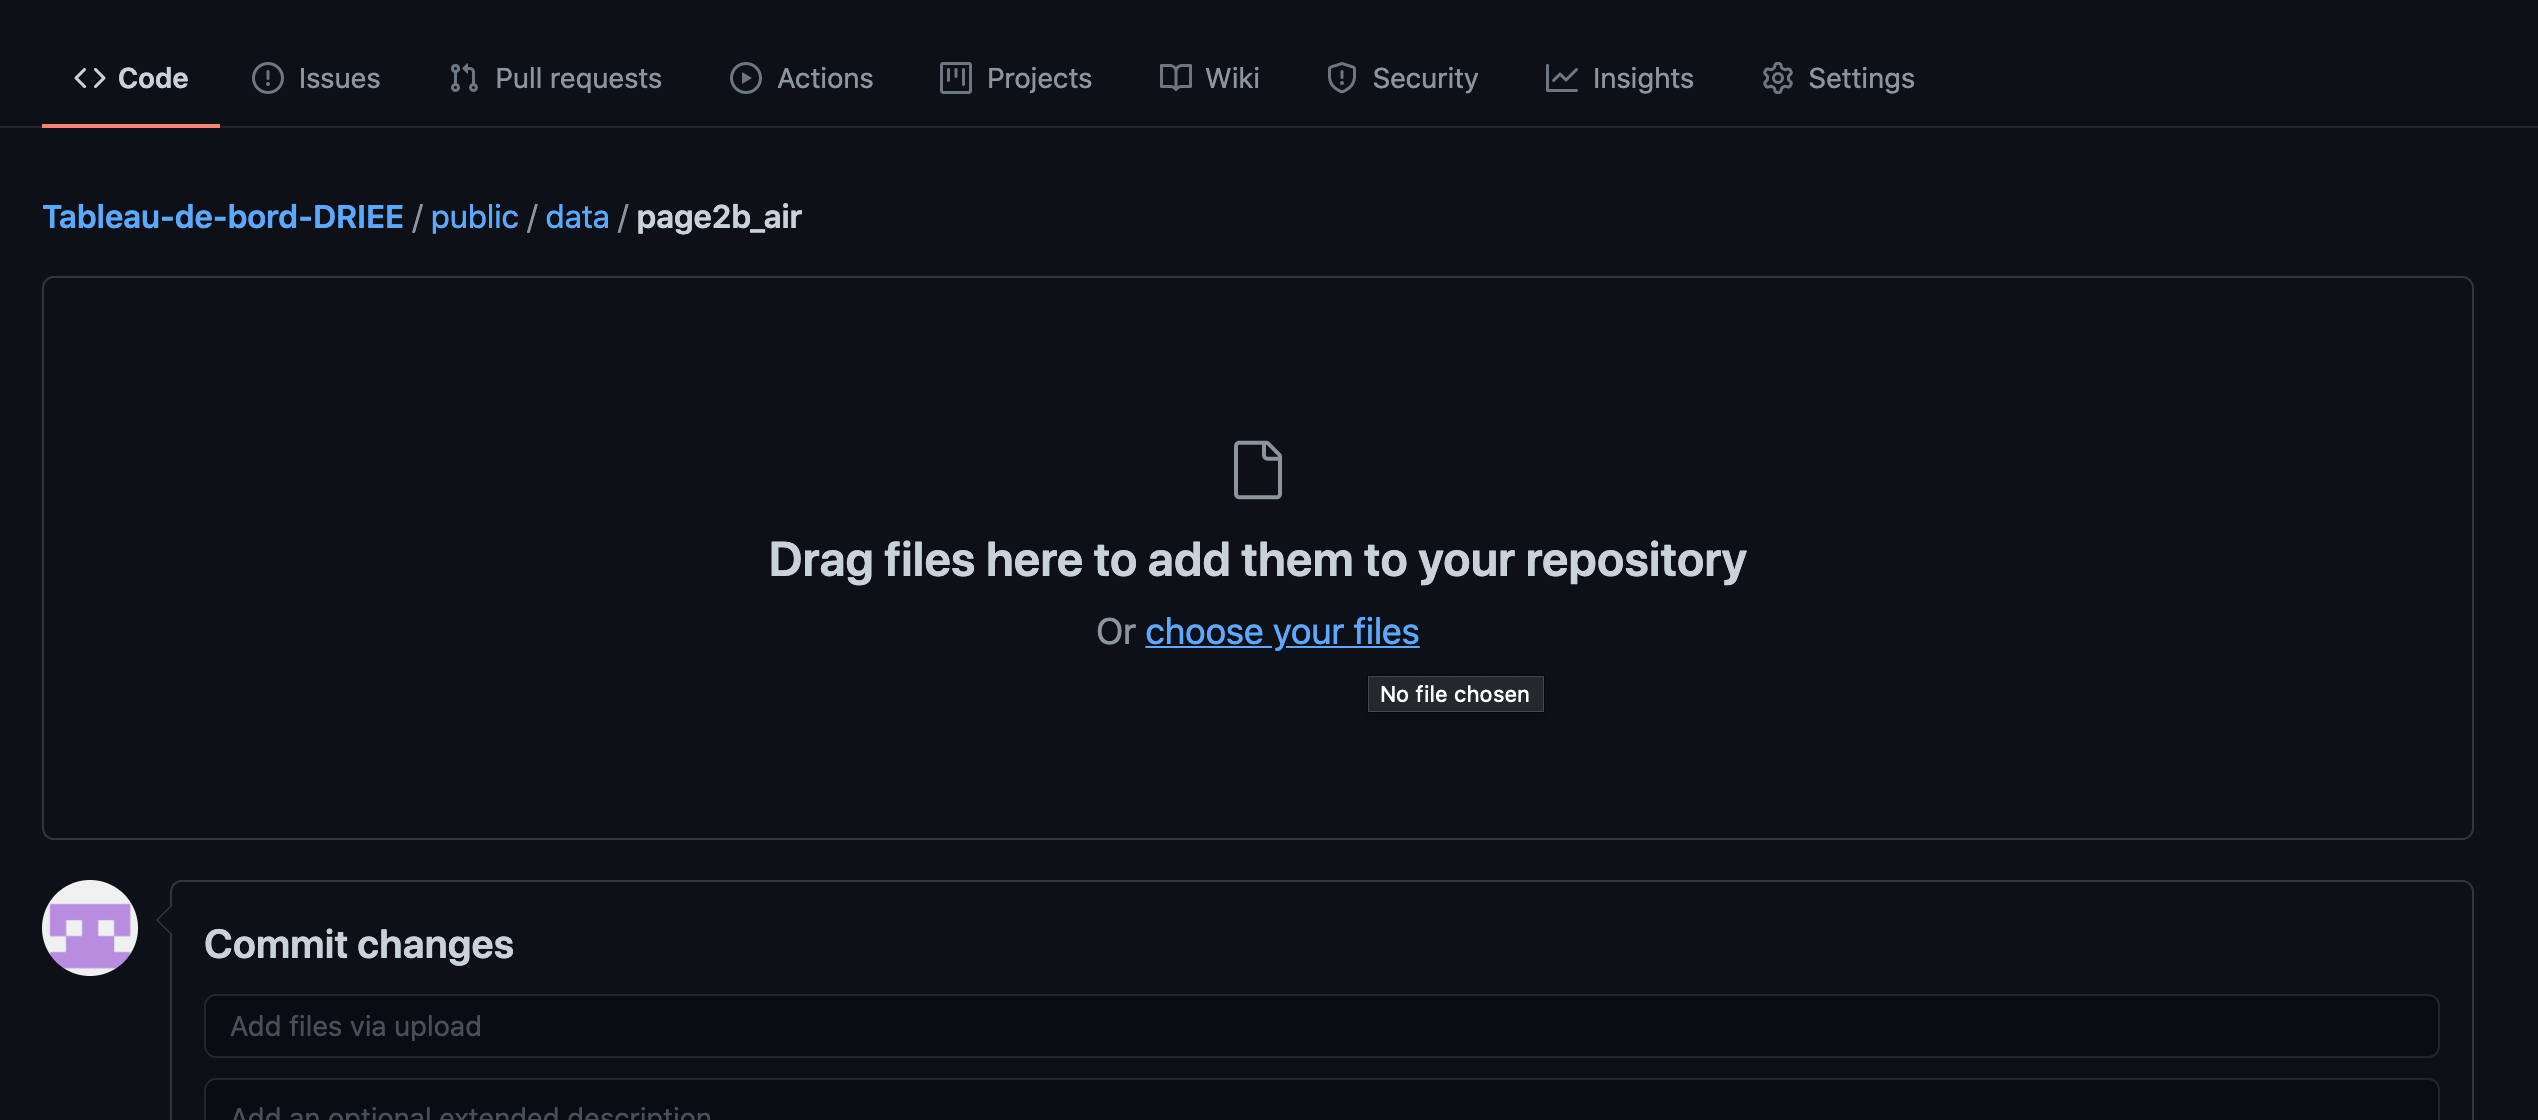 <> Code Issues Pull requests Actions Projects Wiki Security Insights Settings
Tableau-de-bord-DRIEE / public / data / page2b_air
Drag files here to add them to your repository
Or choose your files
No file chosen
Commit changes
Add files via upload
Add an optional extended description